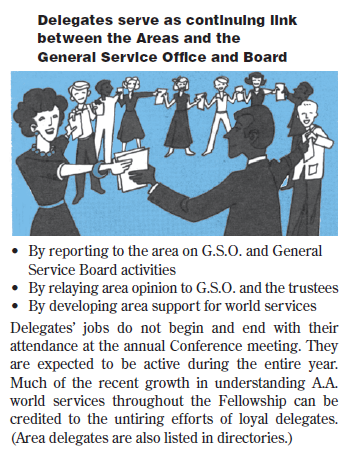 Delegates serve as continuing link
between the Areas and the
General Service Office and Board
• By reporting to the area on G.S.O. and General
Service Board activities
• By relaying area opinion to G.S.O. and the trustees
• By developing area support for world services
Delegates' jobs do not begin and end with their
attendance at the annual Conference meeting. They
are expected to be active during the entire year.
Much of the recent growth in understanding A.A.
world services throughout the Fellowship can be
credited to the untiring efforts of loyal delegates.
(Area delegates are also listed in directories.)